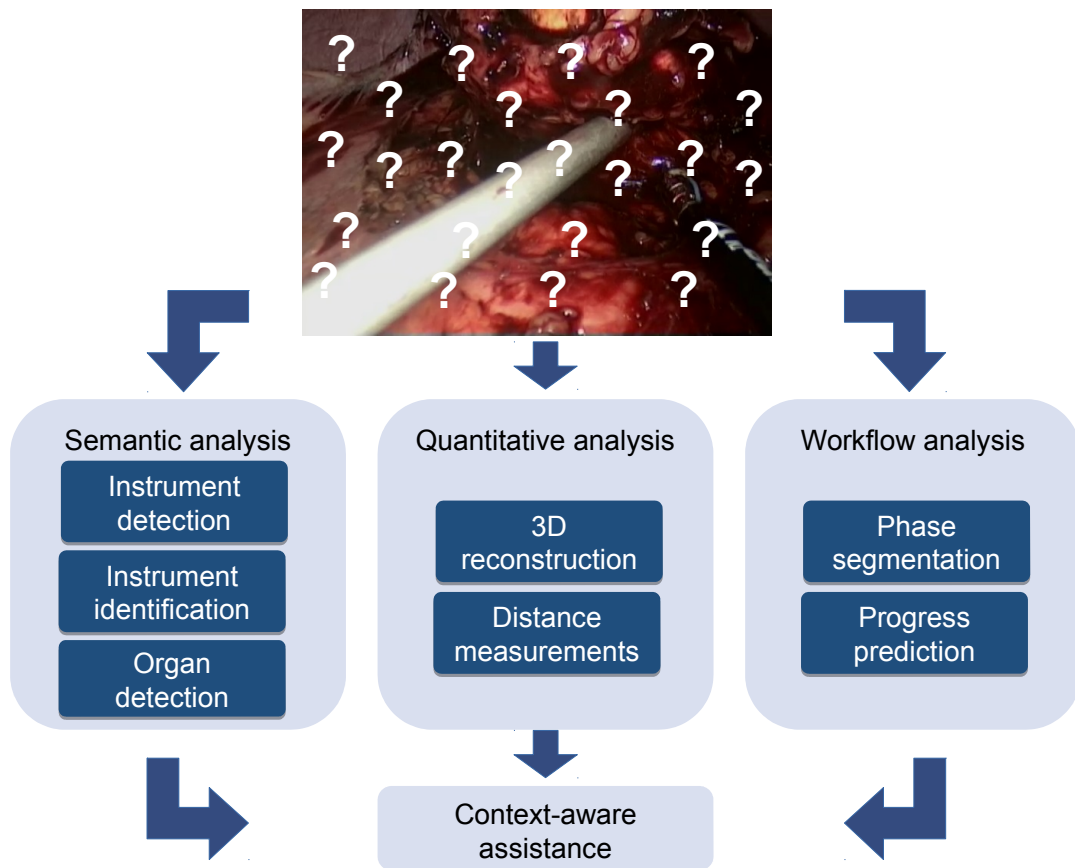 ? ? ? ?
? ? ? ?
? ? ? ? ?
? ? ? ?
? ? ? ?
? ? ? ?
Semantic analysis
Instrument
detection
Instrument
identification
Organ
detection
Quantitative analysis
3D
reconstruction
Distance
measurements
Workflow analysis
Phase
segmentation
Progress
prediction
Context-aware
assistance